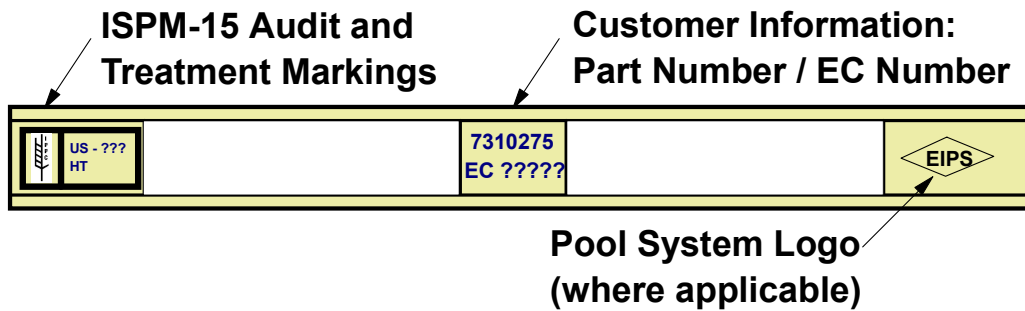 ISPM-15 Audit and
Treatment Markings
Customer Information:
Part Number / EC Number
IPPC
US - ???
HT
7310275
EC ?????
EIPS
Pool System Logo
(where applicable)